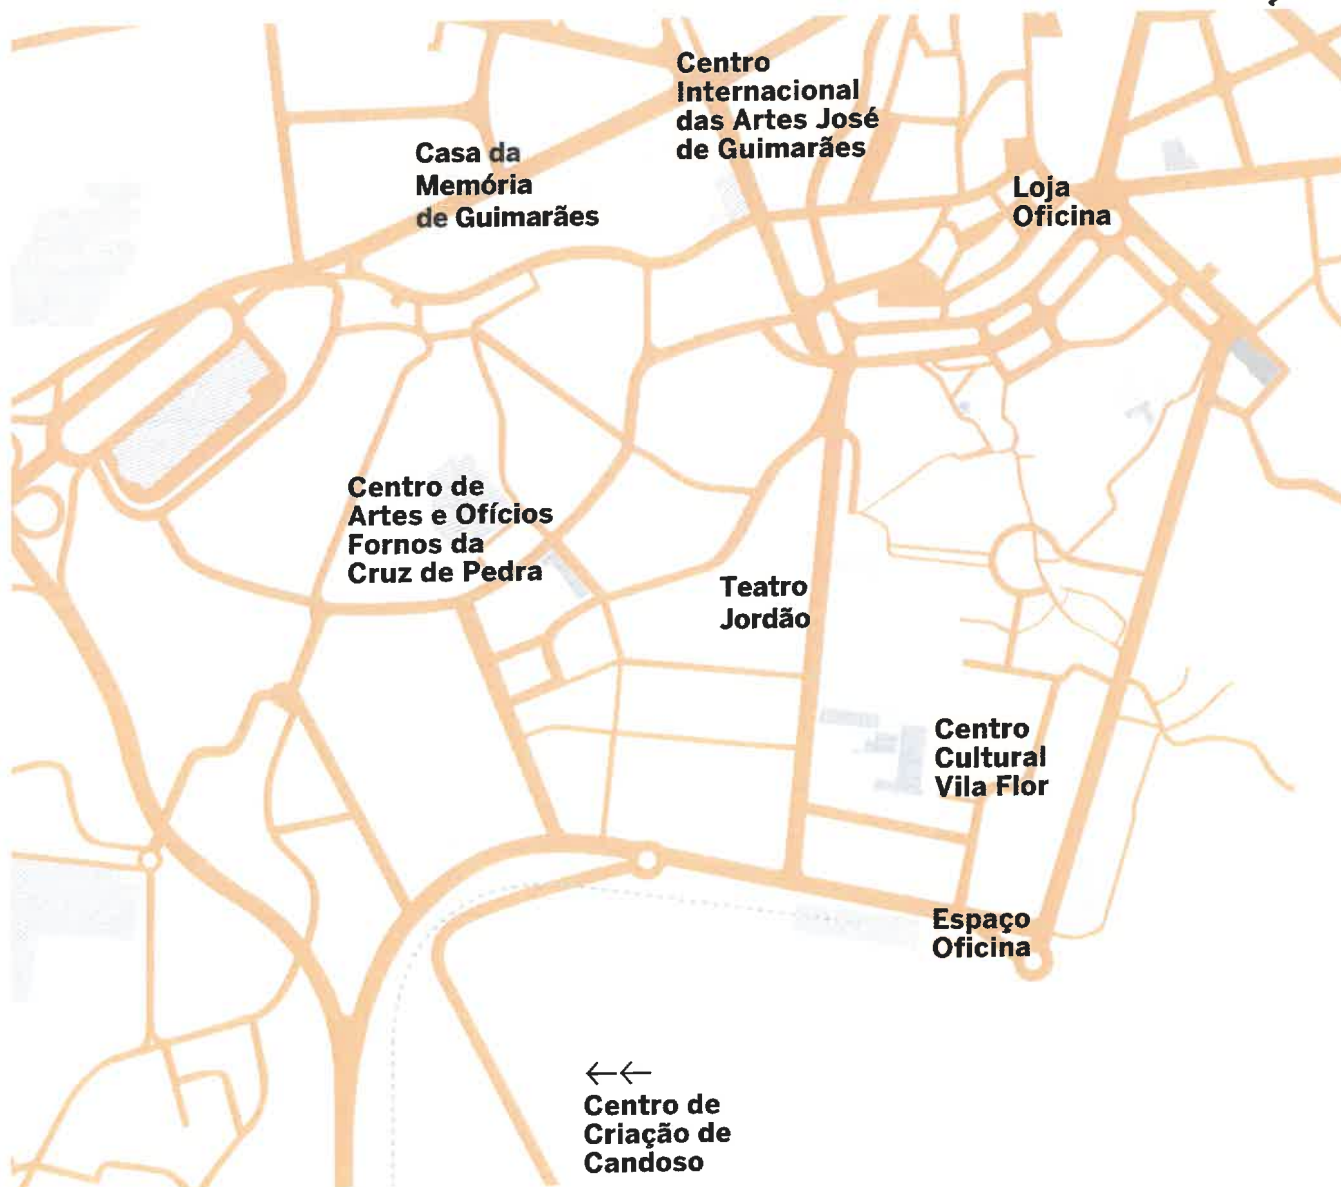 Centro
Internacional
das Artes José
de Guimarães
Casa da
Memória
de Guimarães
Loja
Oficina
Centro de
Artes e Ofícios
Fornos da
Cruz de Pedra
Teatro
Jordão
Centro
Cultural
Vila Flor
Espaço
Oficina
←←
Centro de
Criação de
Candoso